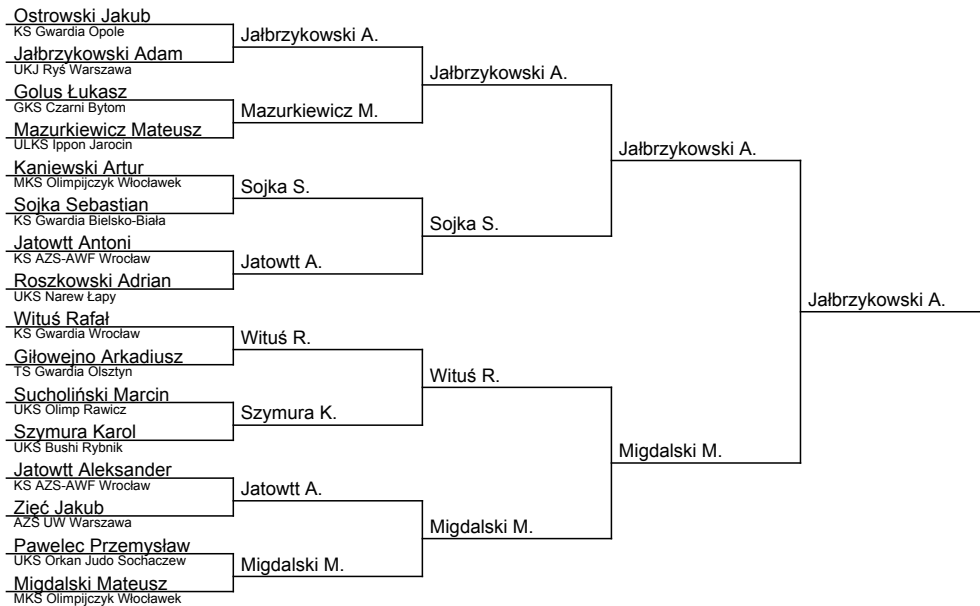 Ostrowski Jakub
KS Gwardia Opole
Jałbrzykowski Adam
UKJ Ryś Warszawa
Golus Łukasz
GKS Czarni Bytom
Mazurkiewicz Mateusz
ULKS Ippon Jarocin
Kaniewski Artur
MKS Olimpijczyk Włocławek
Sojka Sebastian
KS Gwardia Bielsko-Biała
Jatowtt Antoni
KS AZS-AWF Wrocław
Roszkowski Adrian
UKS Narew Łapy
Wituś Rafał
KS Gwardia Wrocław
Giłowejno Arkadiusz
TS Gwardia Olsztyn
Sucholiński Marcin
UKS Olimp Rawicz
Szymura Karol
UKS Bushi Rybnik
Jatowtt Aleksander
KS AZS-AWF Wrocław
Zięć Jakub
AZS UW Warszawa
Pawelec Przemysław
UKS Orkan Judo Sochaczew
Migdalski Mateusz
MKS Olimpijczyk Włocławek
Jałbrzykowski A.
Mazurkiewicz M.
Sojka S.
Jatowtt A.
Wituś R.
Szymura K.
Jatowtt A.
Migdalski M.
Jałbrzykowski A.
Sojka S.
Wituś R.
Migdalski M.
Jałbrzykowski A.
Migdalski M.
Jałbrzykowski A.